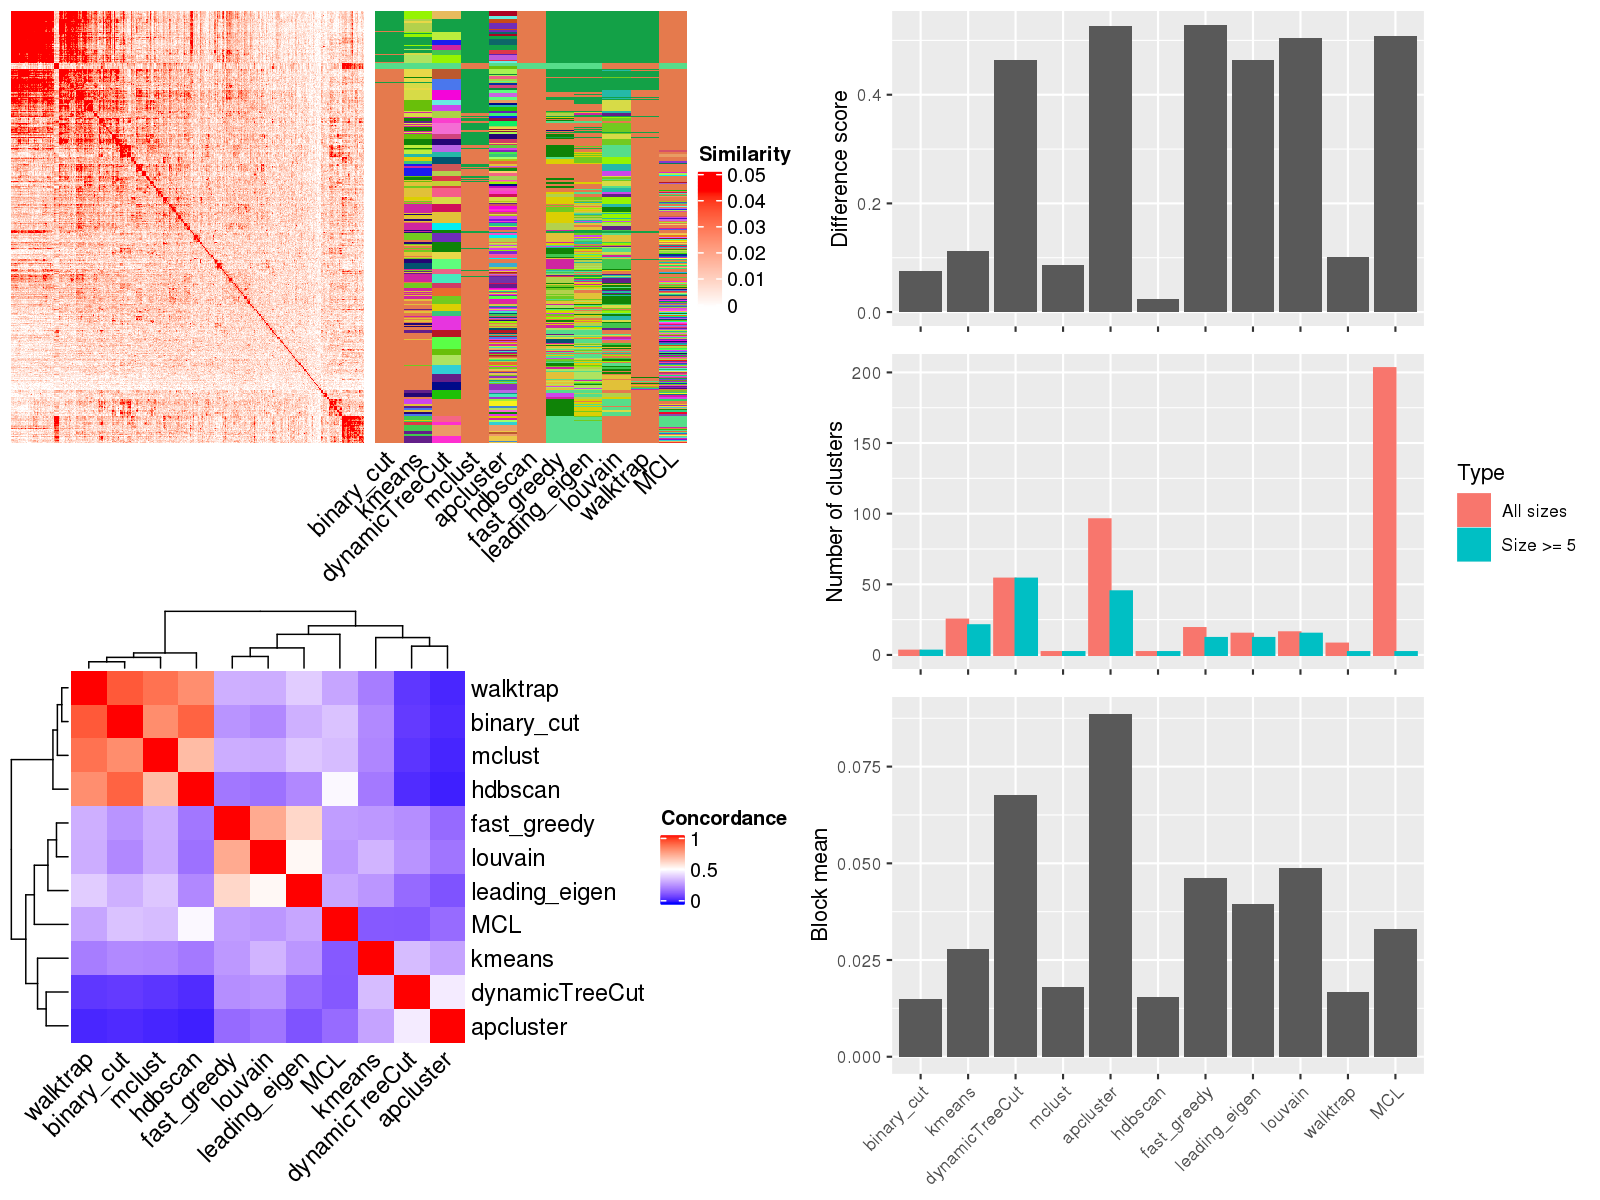 Similarity
0.05
0.04
0.03
0.02
0.01
0
binary_cut
kmeans
dynamicTreeCut
mclust
apcluster
hdbscan
fast_greedy
leading_eigen
louvain
walktrap
MCL
walktrap
binary_cut
mclust
hdbscan
fast_greedy
louvain
leading_eigen
MCL
kmeans
dynamicTreeCut
apcluster
Concordance
1
0.5
0
walktrap
binary_cut
mclust
hdbscan
fast_greedy
louvain
leading_eigen
MCL
kmeans
dynamicTreeCut
apcluster
Difference score
0.4
0.2
0.0
Number of clusters
200
150
100
50
0
Type
All sizes
Size >= 5
Block mean
0.075
0.050
0.025
0.000
binary_cut
kmeans
dynamicTreeCut
mclust
apcluster
hdbscan
fast_greedy
leading_eigen
louvain
walktrap
MCL